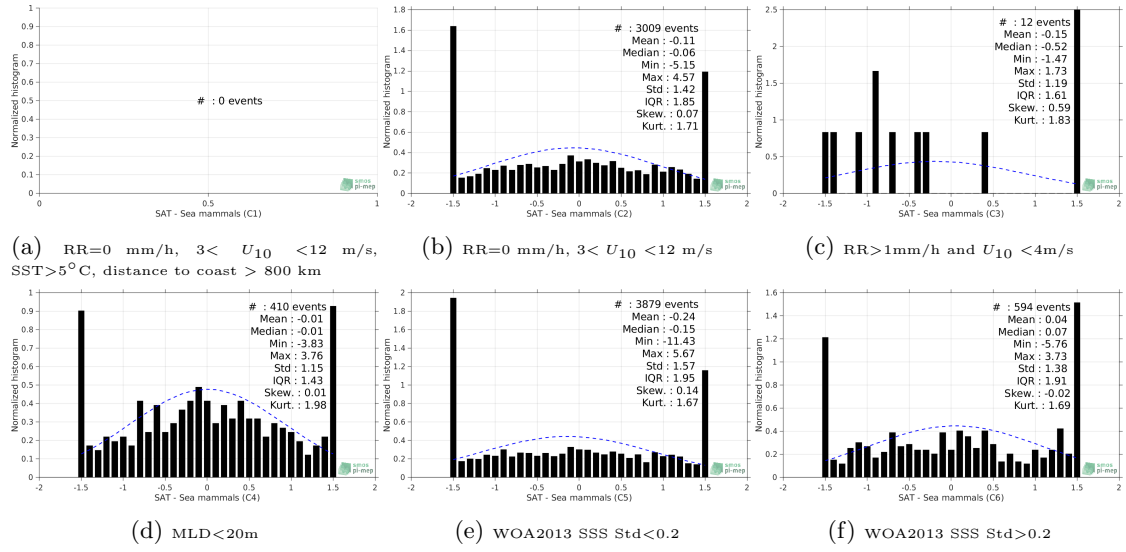 1
0.9
0.8
0.7
0.6
0.5
0.4
0.3
0.2
0.1
0
Normalized histogram
# : 0 events
0 0.5 1
SAT - Sea mammals (C1)
smos
pi-mep
(a) RR=0 mm/h, 3< U10 <12 m/s,
SST>5°C, distance to coast > 800 km
1.8
1.6
1.4
1.2
1
0.8
0.6
0.4
0.2
0
Normalized histogram
# : 3009 events
Mean : -0.11
Median : -0.06
Min : -5.15
Max : 4.57
Std : 1.42
IQR : 1.85
Skew. : 0.07
Kurt. : 1.71
-2 -1.5 -1 -0.5 0 0.5 1 1.5 2
SAT - Sea mammals (C2)
smos
pi-mep
(b) RR=0 mm/h, 3< U10 <12 m/s
2.5
2
1.5
1
0.5
0
Normalized histogram
# : 12 events
Mean : -0.15
Median : -0.52
Min : -1.47
Max : 1.73
Std : 1.19
IQR : 1.61
Skew. : 0.59
Kurt. : 1.83
-2 -1.5 -1 -0.5 0 0.5 1 1.5 2
SAT - Sea mammals (C3)
smos
pi-mep
(c) RR>1mm/h and U10 <4m/s
1
0.9
0.8
0.7
0.6
0.5
0.4
0.3
0.2
0.1
0
Normalized histogram
# : 410 events
Mean : -0.01
Median : -0.01
Min : -3.83
Max : 3.76
Std : 1.15
IQR : 1.43
Skew. : 0.01
Kurt. : 1.98
-2 -1.5 -1 -0.5 0 0.5 1 1.5 2
SAT - Sea mammals (C4)
smos
pi-mep
(d) MLD<20m
2
1.8
1.6
1.4
1.2
1
0.8
0.6
0.4
0.2
0
Normalized histogram
# : 3879 events
Mean : -0.24
Median : -0.15
Min : -11.43
Max : 5.67
Std : 1.57
IQR : 1.95
Skew. : 0.14
Kurt. : 1.67
-2 -1.5 -1 -0.5 0 0.5 1 1.5 2
SAT - Sea mammals (C5)
smos
pi-mep
(e) WOA2013 SSS Std<0.2
1.6
1.4
1.2
1
0.8
0.6
0.4
0.2
0
Normalized histogram
# : 594 events
Mean : 0.04
Median : 0.07
Min : -5.76
Max : 3.73
Std : 1.38
IQR : 1.91
Skew. : -0.02
Kurt. : 1.69
-2 -1.5 -1 -0.5 0 0.5 1 1.5 2
SAT - Sea mammals (C6)
smos
pi-mep
(f) WOA2013 SSS Std>0.2